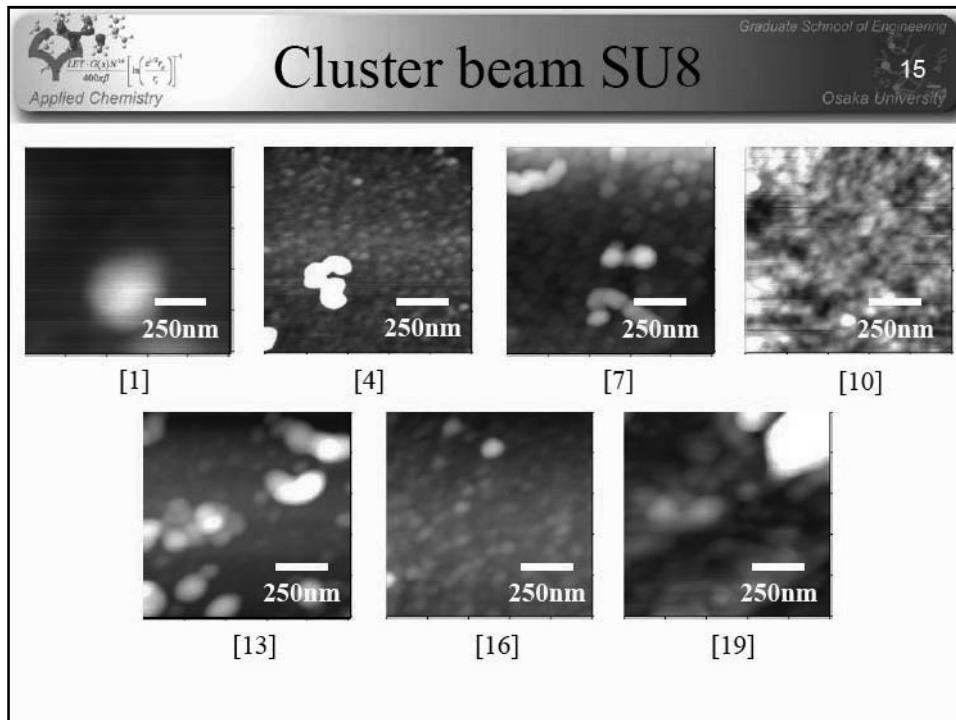 Graduate School of Engineering
Cluster beam SU8
15
Applied Chemistry
Osaka University
250nm
250nm
250nm
250nm
[1]
[4]
[7]
[10]
250nm
250nm
250nm
[13]
[16]
[19]